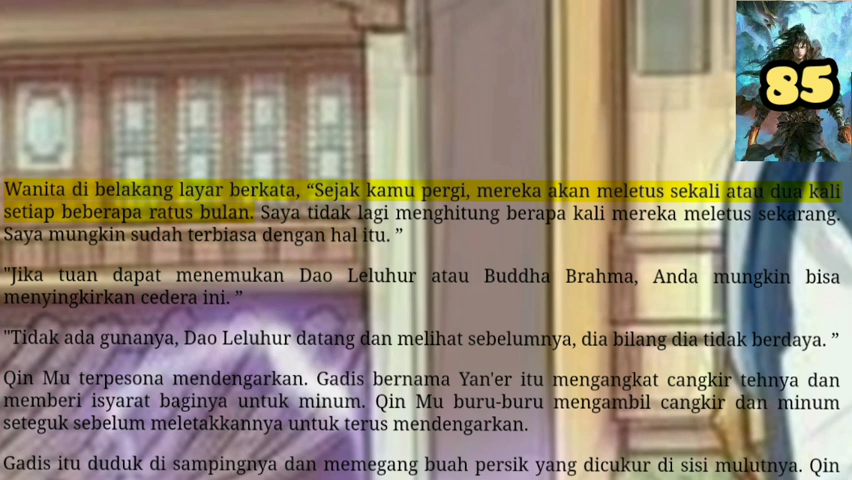 85
Wanita di belakang layar berkata, “Sejak kamu pergi, mereka akan meletus sekali atau dua kali
setiap beberapa ratus bulan. Saya tidak lagi menghitung berapa kali mereka meletus sekarang.
Saya mungkin sudah terbiasa dengan hal itu. ”
"Jika tuan dapat menemukan Dao Leluhur atau Buddha Brahma, Anda mungkin bisa
menyingkirkan cedera ini. ”
"Tidak ada gunanya, Dao Leluhur datang dan melihat sebelumnya, dia bilang dia tidak berdaya. ”
Qin Mu terpesona mendengarkan. Gadis bernama Yan'er itu mengangkat cangkir tehnya dan
memberi isyarat baginya untuk minum. Qin Mu buru-buru mengambil cangkir dan minum
seteguk sebelum meletakkannya untuk terus mendengarkan.
Gadis itu duduk di sampingnya dan memegang buah persik yang dicukur di sisi mulutnya. Qin